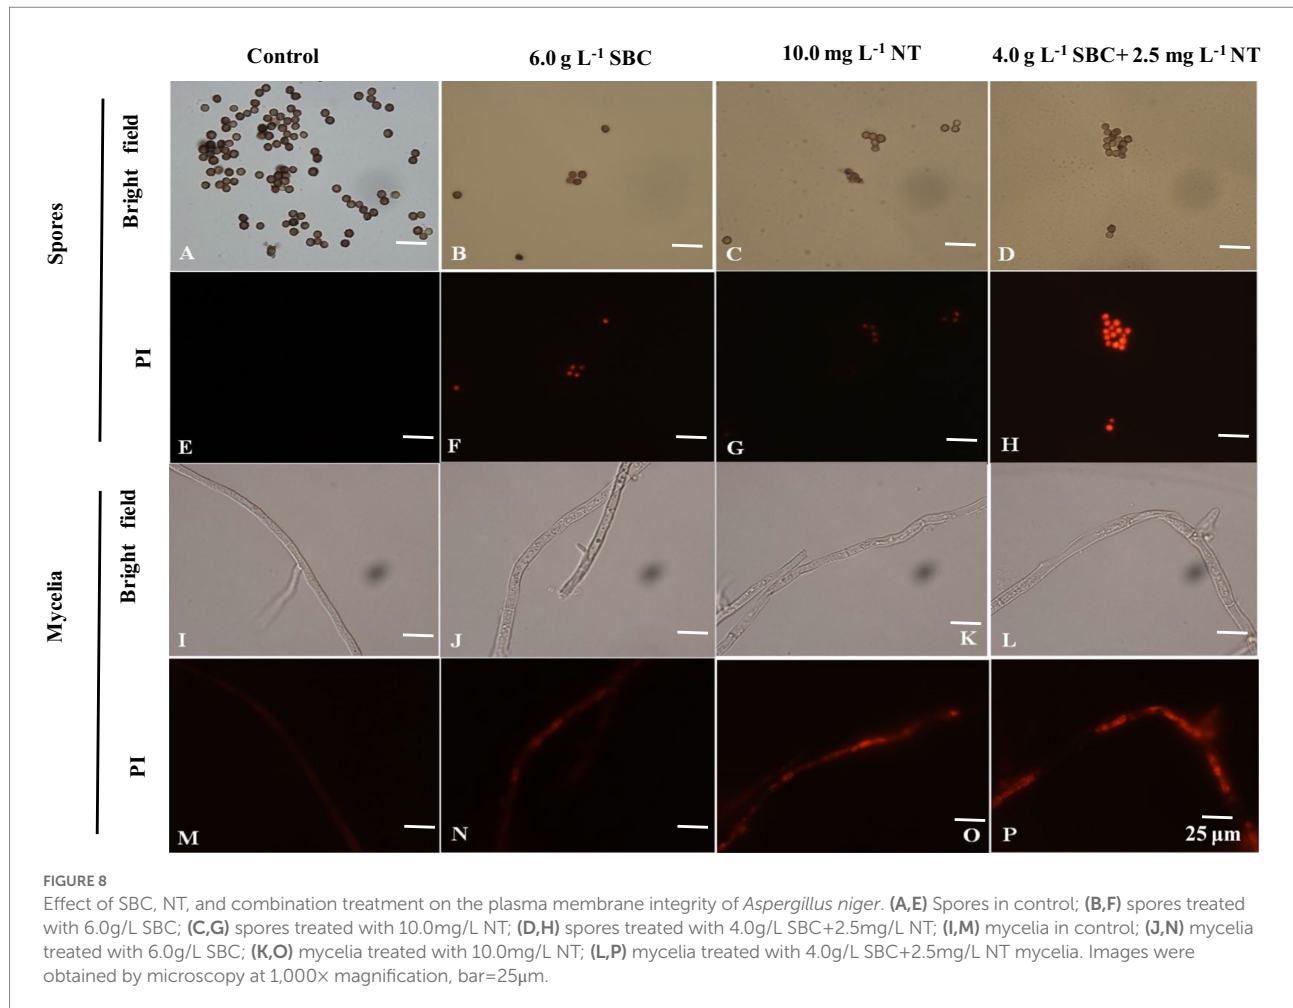 Control
6.0 g L⁻¹ SBC
10.0 mg L⁻¹ NT
4.0 g L⁻¹ SBC+ 2.5 mg L⁻¹ NT
Spores
Bright field
A
B
C
D
PI
E
F
G
H
Mycelia
Bright field
I
J
K
L
PI
M
N
O
P
25 μm
FIGURE 8
Effect of SBC, NT, and combination treatment on the plasma membrane integrity of Aspergillus niger. (A,E) Spores in control; (B,F) spores treated
with 6.0g/L SBC; (C,G) spores treated with 10.0mg/L NT; (D,H) spores treated with 4.0g/L SBC+2.5mg/L NT; (I,M) mycelia in control; (J,N) mycelia
treated with 6.0g/L SBC; (K,O) mycelia treated with 10.0mg/L NT; (L,P) mycelia treated with 4.0g/L SBC+2.5mg/L NT mycelia. Images were
obtained by microscopy at 1,000× magnification, bar=25μm.